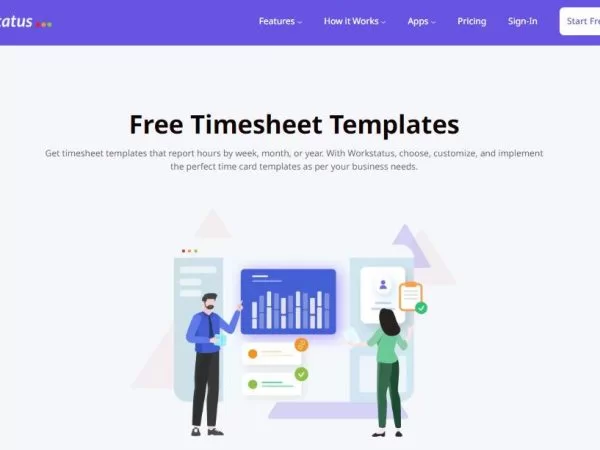 tatus
Features
How it Works
Apps
Pricing
Sign-In
Start Fre
Free Timesheet Templates
Get timesheet templates that report hours by week, month, or year. With Workstatus, choose, customize, and implement
the perfect time card templates as per your business needs.